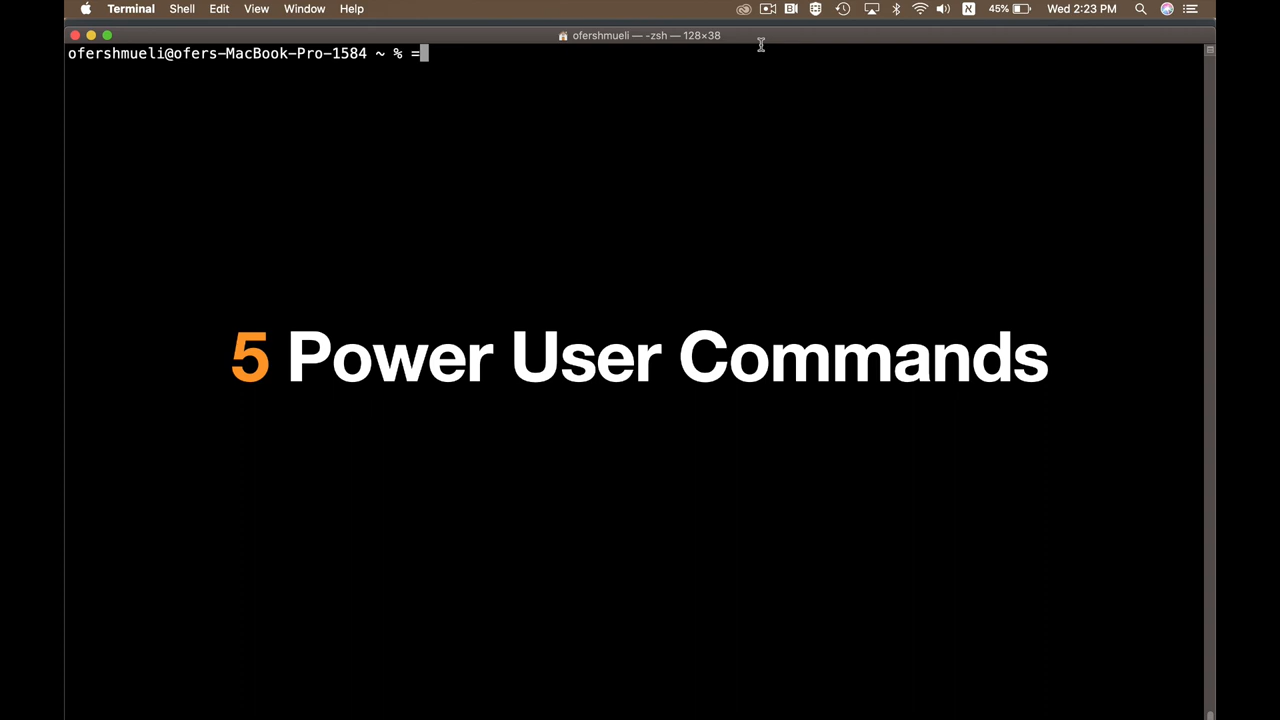 Terminal Shell Edit View Window Help 45% Wed 2:23 PM
ofershmueli — -zsh — 128×38
ofershmueli@ofers-MacBook-Pro-1584 ~ % =
5 Power User Commands